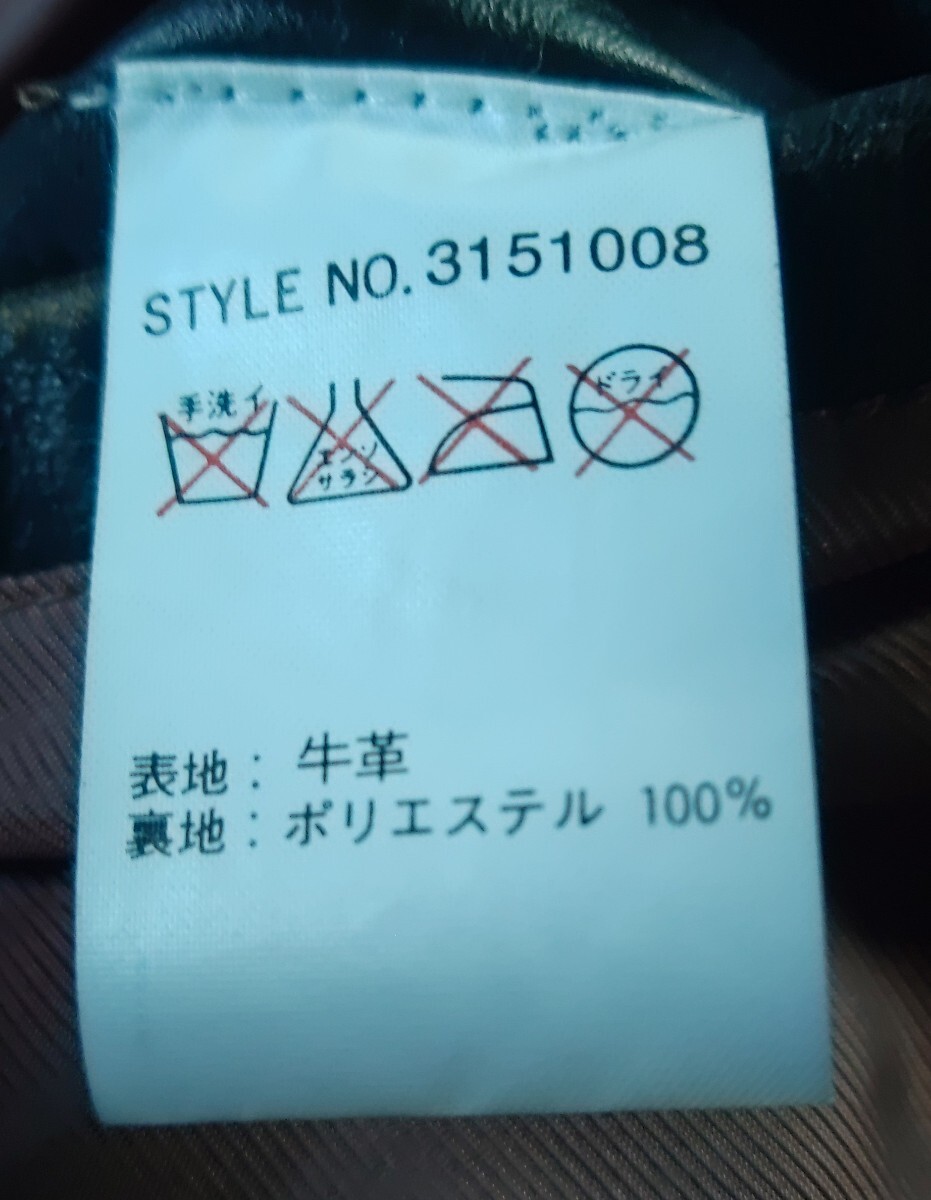 STYLE NO. 3151008
手洗イ
エンソ
サラシ
ドライ
表地: 牛革
裏地: ポリエステル 100%